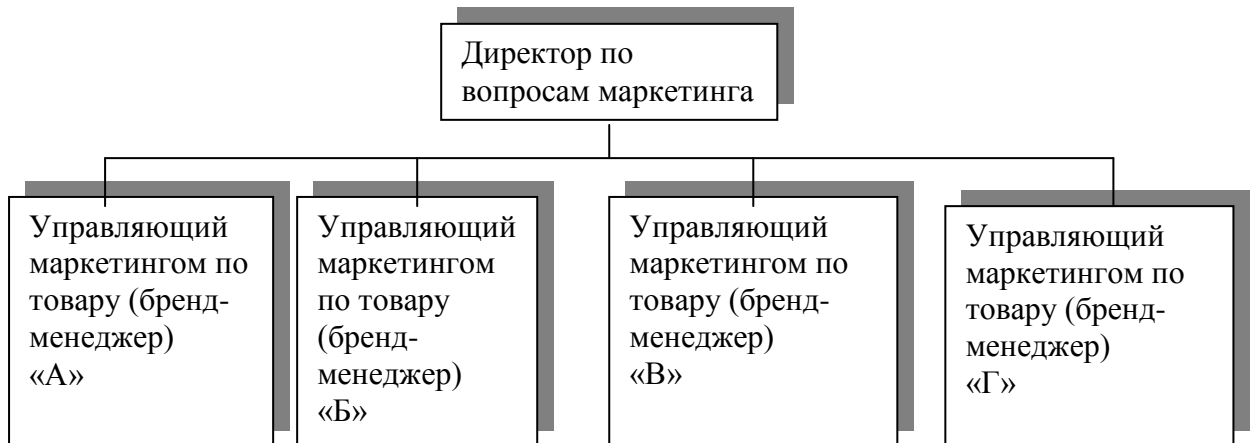 Директор по
вопросам маркетинга
Управляющий
маркетингом по
товару (бренд-
менеджер)
«А»
Управляющий
маркетингом
по товару
(бренд-
менеджер)
«Б»
Управляющий
маркетингом по
товару (бренд-
менеджер)
«В»
Управляющий
маркетингом по
товару (бренд-
менеджер)
«Г»